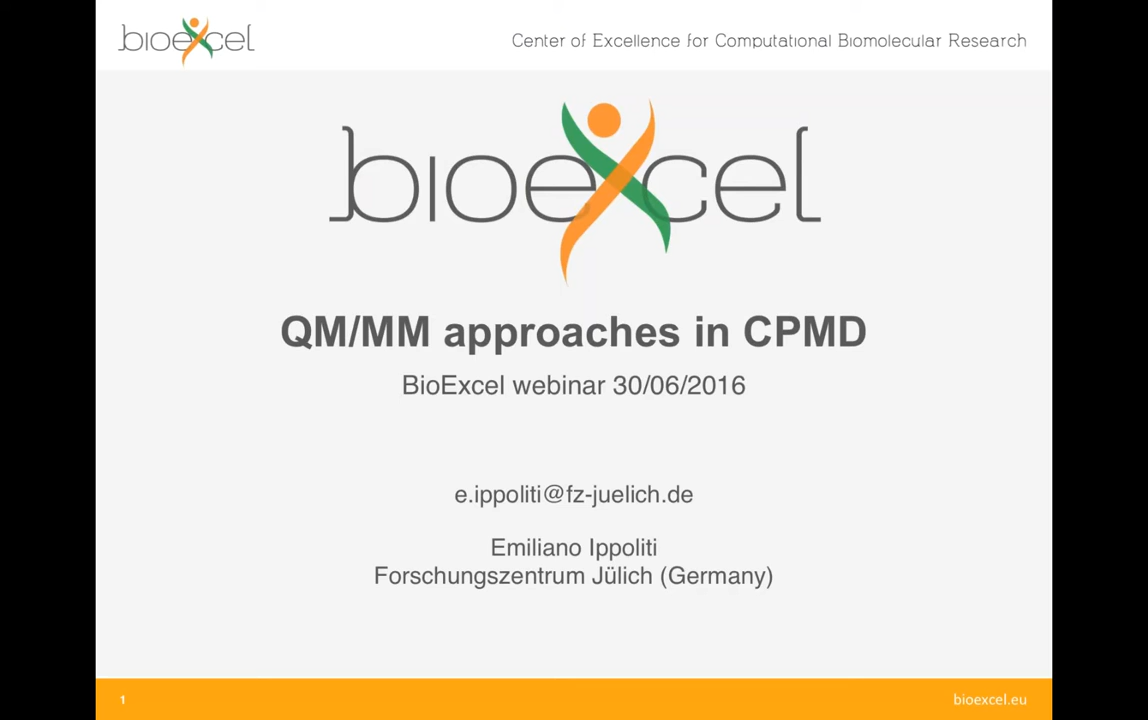 bioexcel
Center of Excellence for Computational Biomolecular Research
bioexcel
QM/MM approaches in CPMD
BioExcel webinar 30/06/2016
e.ippoliti@fz-juelich.de
Emiliano Ippoliti
Forschungszentrum Jülich (Germany)
1
bioexcel.eu